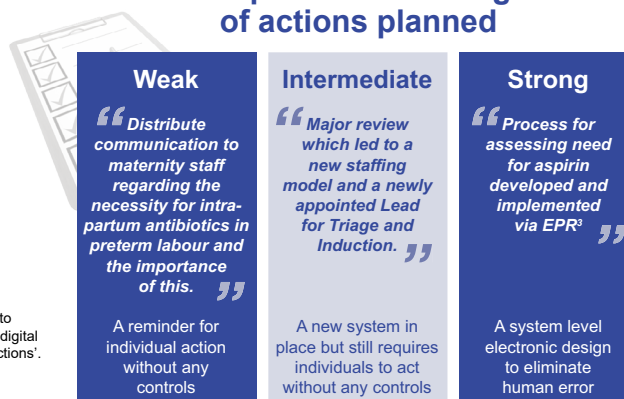 of actions planned
Weak
“Distribute
communication to
maternity staff
regarding the
necessity for intra-
partum antibiotics in
preterm labour and
the importance
of this.”
A reminder for
individual action
without any
controls
Intermediate
“Major review
which led to a
new staffing
model and a newly
appointed Lead
for Triage and
Induction.”
A new system in
place but still requires
individuals to act
without any controls
Strong
“Process for
assessing need
for aspirin
developed and
implemented
via EPR³”
A system level
electronic design
to eliminate
human error
to
digital
ctions’.